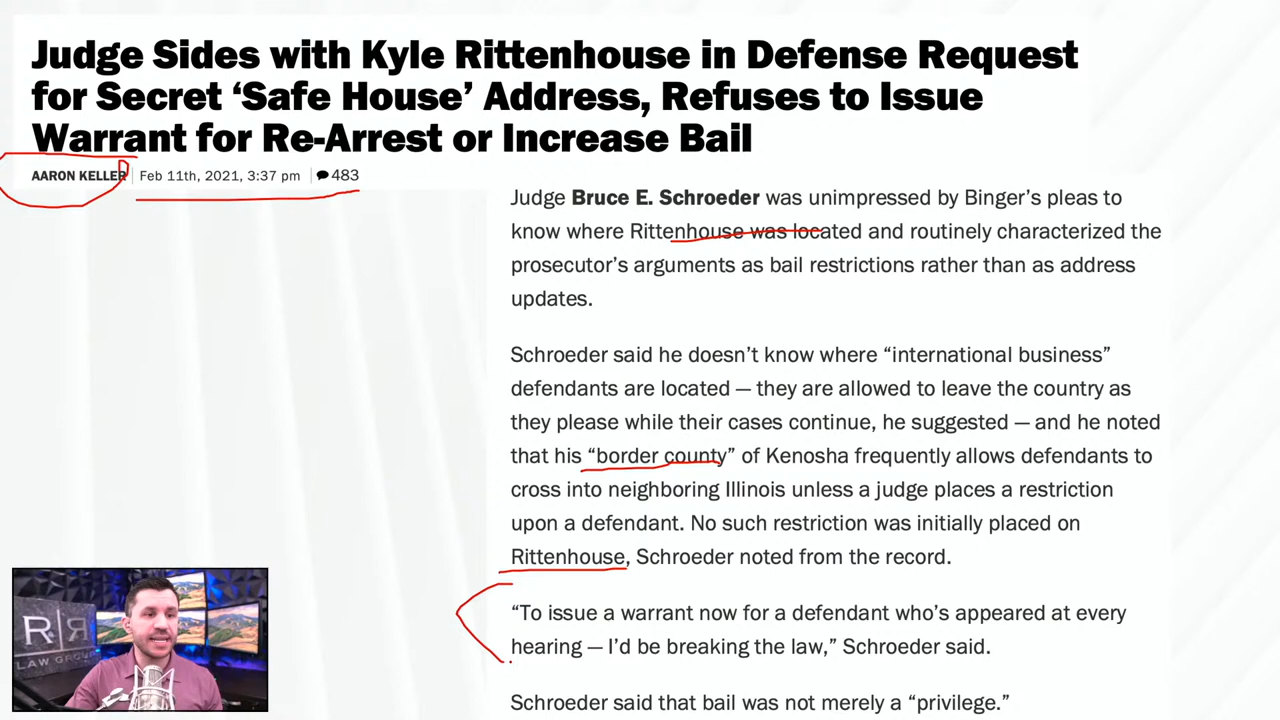 Judge Sides with Kyle Rittenhouse in Defense Request
for Secret ‘Safe House’ Address, Refuses to Issue
Warrant for Re-Arrest or Increase Bail
AARON KELLER | Feb 11th, 2021, 3:37 pm | 483
Judge Bruce E. Schroeder was unimpressed by Binger’s pleas to
know where Rittenhouse was located and routinely characterized the
prosecutor’s arguments as bail restrictions rather than as address
updates.
Schroeder said he doesn’t know where “international business”
defendants are located — they are allowed to leave the country as
they please while their cases continue, he suggested — and he noted
that his “border county” of Kenosha frequently allows defendants to
cross into neighboring Illinois unless a judge places a restriction
upon a defendant. No such restriction was initially placed on
Rittenhouse, Schroeder noted from the record.
“To issue a warrant now for a defendant who’s appeared at every
hearing — I’d be breaking the law,” Schroeder said.
Schroeder said that bail was not merely a “privilege.”
R|R
LAW GROUP